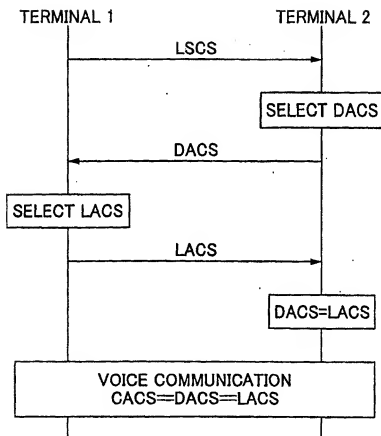 TERMINAL 1 TERMINAL 2
LSCS
SELECT DACS
DACS
SELECT LACS
LACS
DACS=LACS
VOICE COMMUNICATION
CACS==DACS==LACS